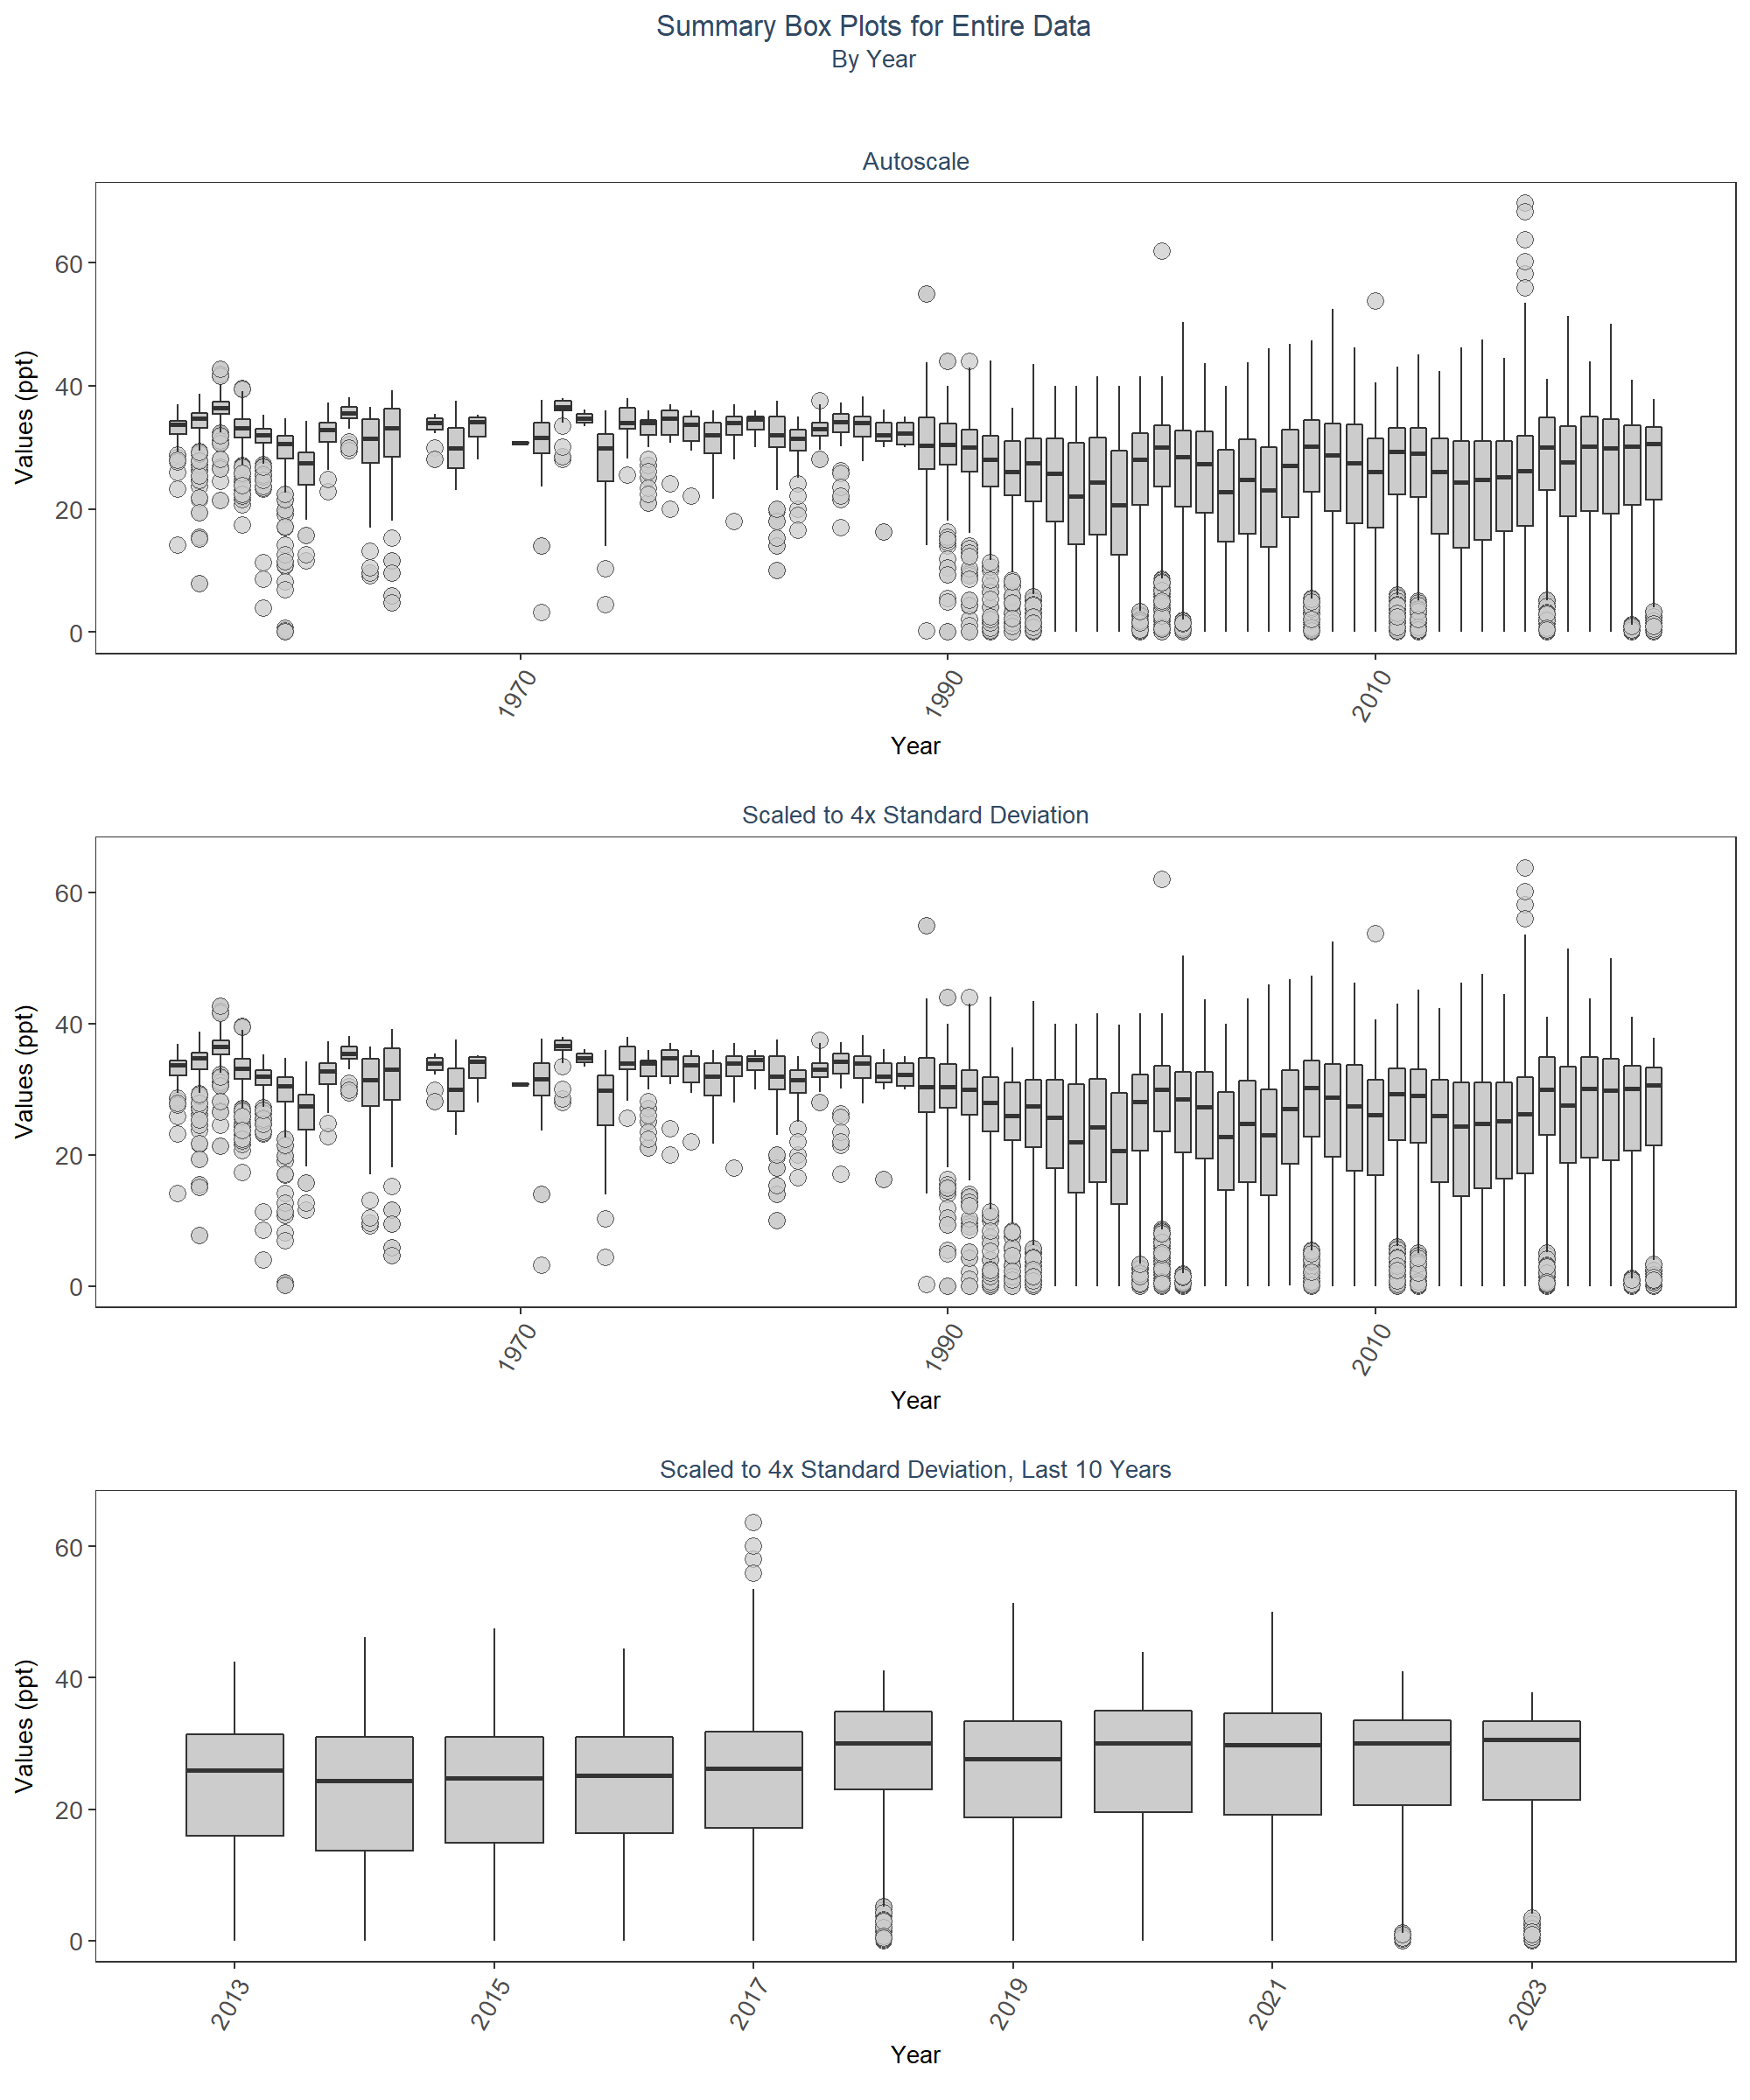 Summary Box Plots for Entire Data
By Year
Autoscale
Values (ppt)
60
40
20
0
1970
1990
2010
Year
Scaled to 4x Standard Deviation
Values (ppt)
60
40
20
0
1970
1990
2010
Year
Scaled to 4x Standard Deviation, Last 10 Years
Values (ppt)
60
40
20
0
2013
2015
2017
2019
2021
2023
Year